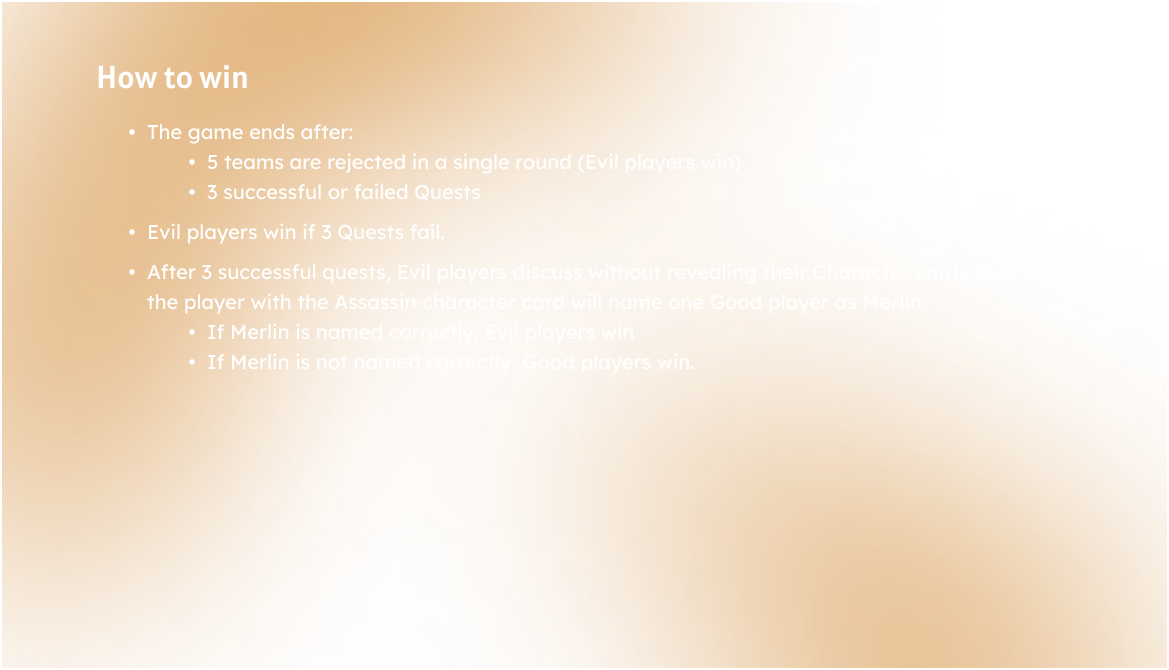 How to win
• The game ends after:
• 5 teams are rejected in a single round (Evil players win)
• 3 successful or failed Quests
• Evil players win if 3 Quests fail.
• After 3 successful quests, Evil players discuss without revealing their Character cards and
the player with the Assassin character card will name one Good player as Merlin.
• If Merlin is named correctly, Evil players win
• If Merlin is not named correctly, Good players win.